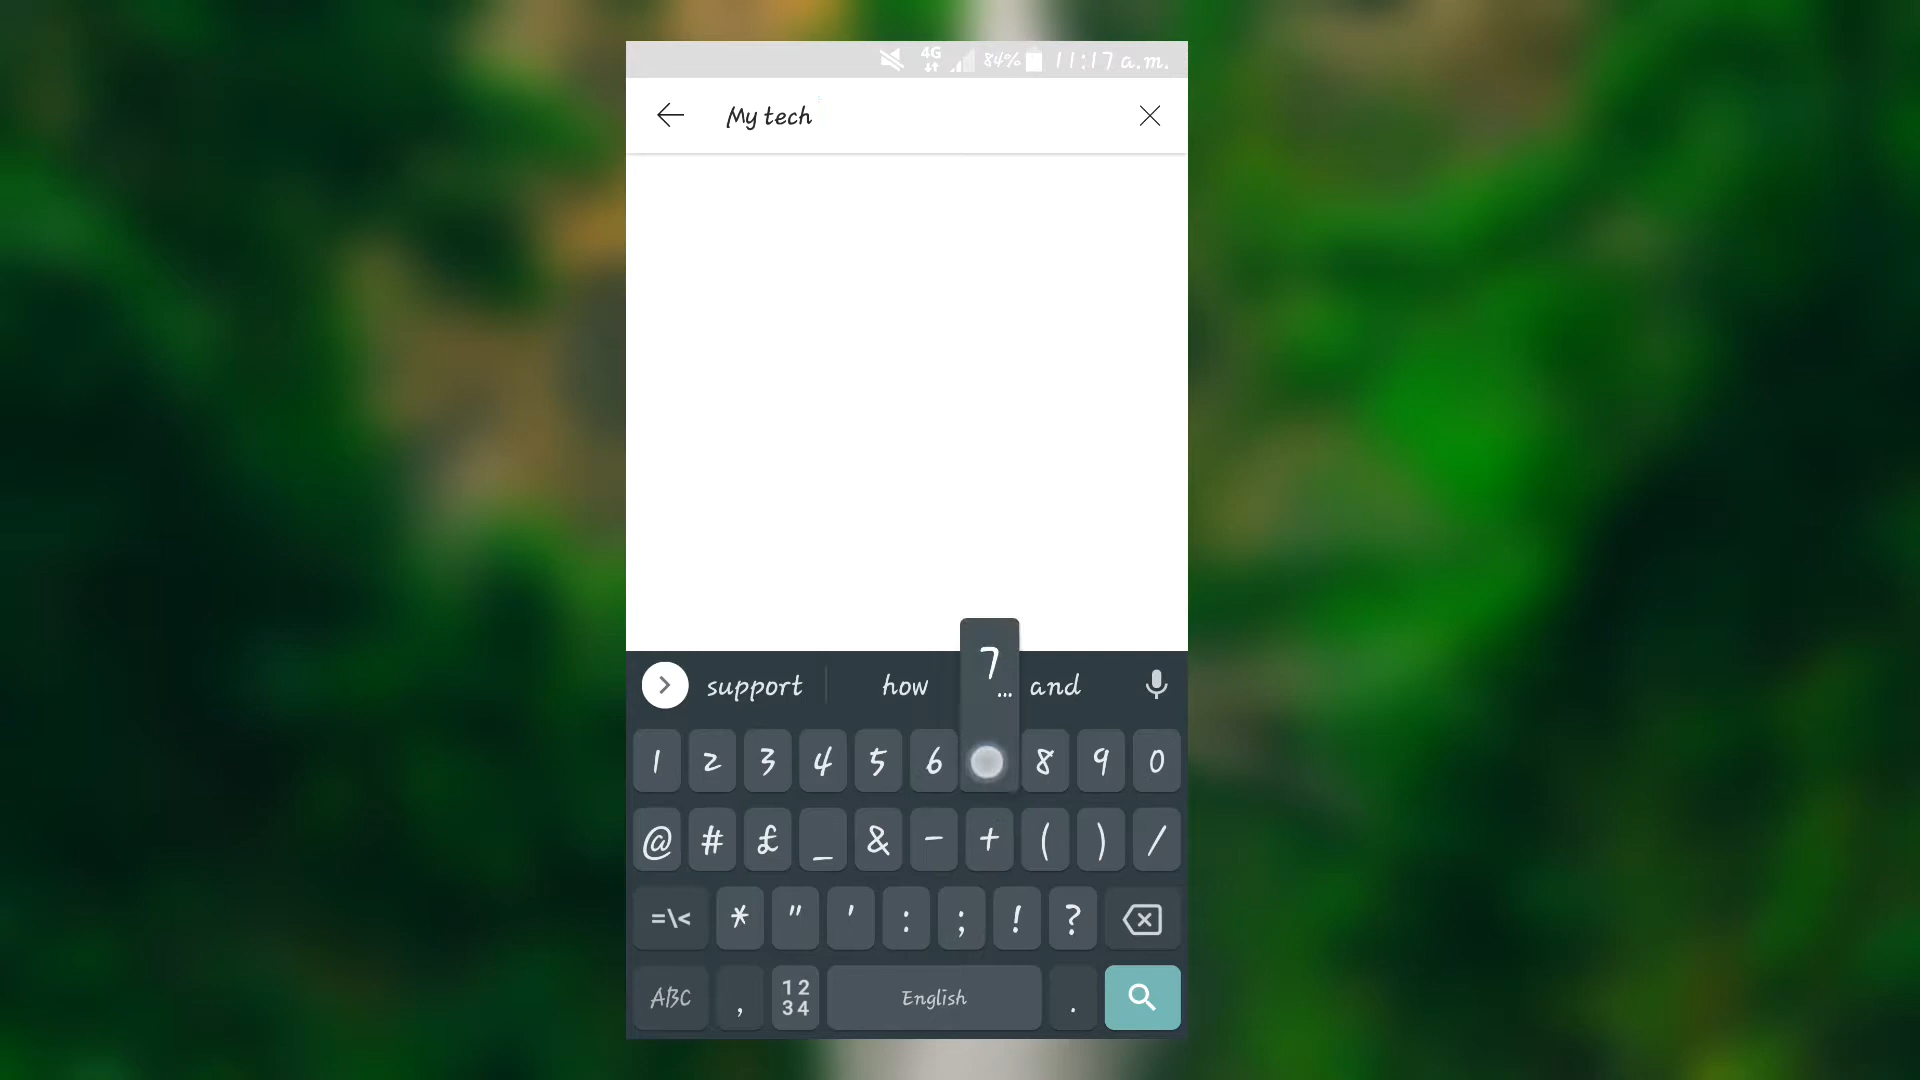 4G 84% 11:17 a.m.
My tech
7
...
support how and
1 2 3 4 5 6 8 9 0
@ # £ _ & - + ( ) /
=\< * " ' : ; ! ?
ABC , 12 34 English .